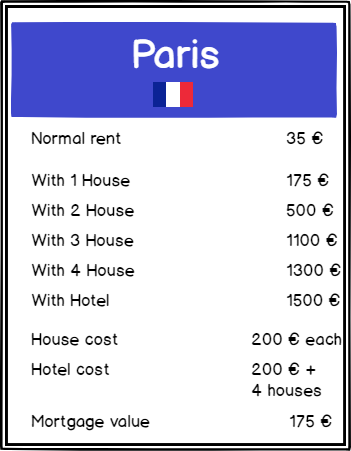 Paris
Normal rent 35 €
With 1 House 175 €
With 2 House 500 €
With 3 House 1100 €
With 4 House 1300 €
With Hotel 1500 €
House cost 200 € each
Hotel cost 200 € +
4 houses
Mortgage value 175 €